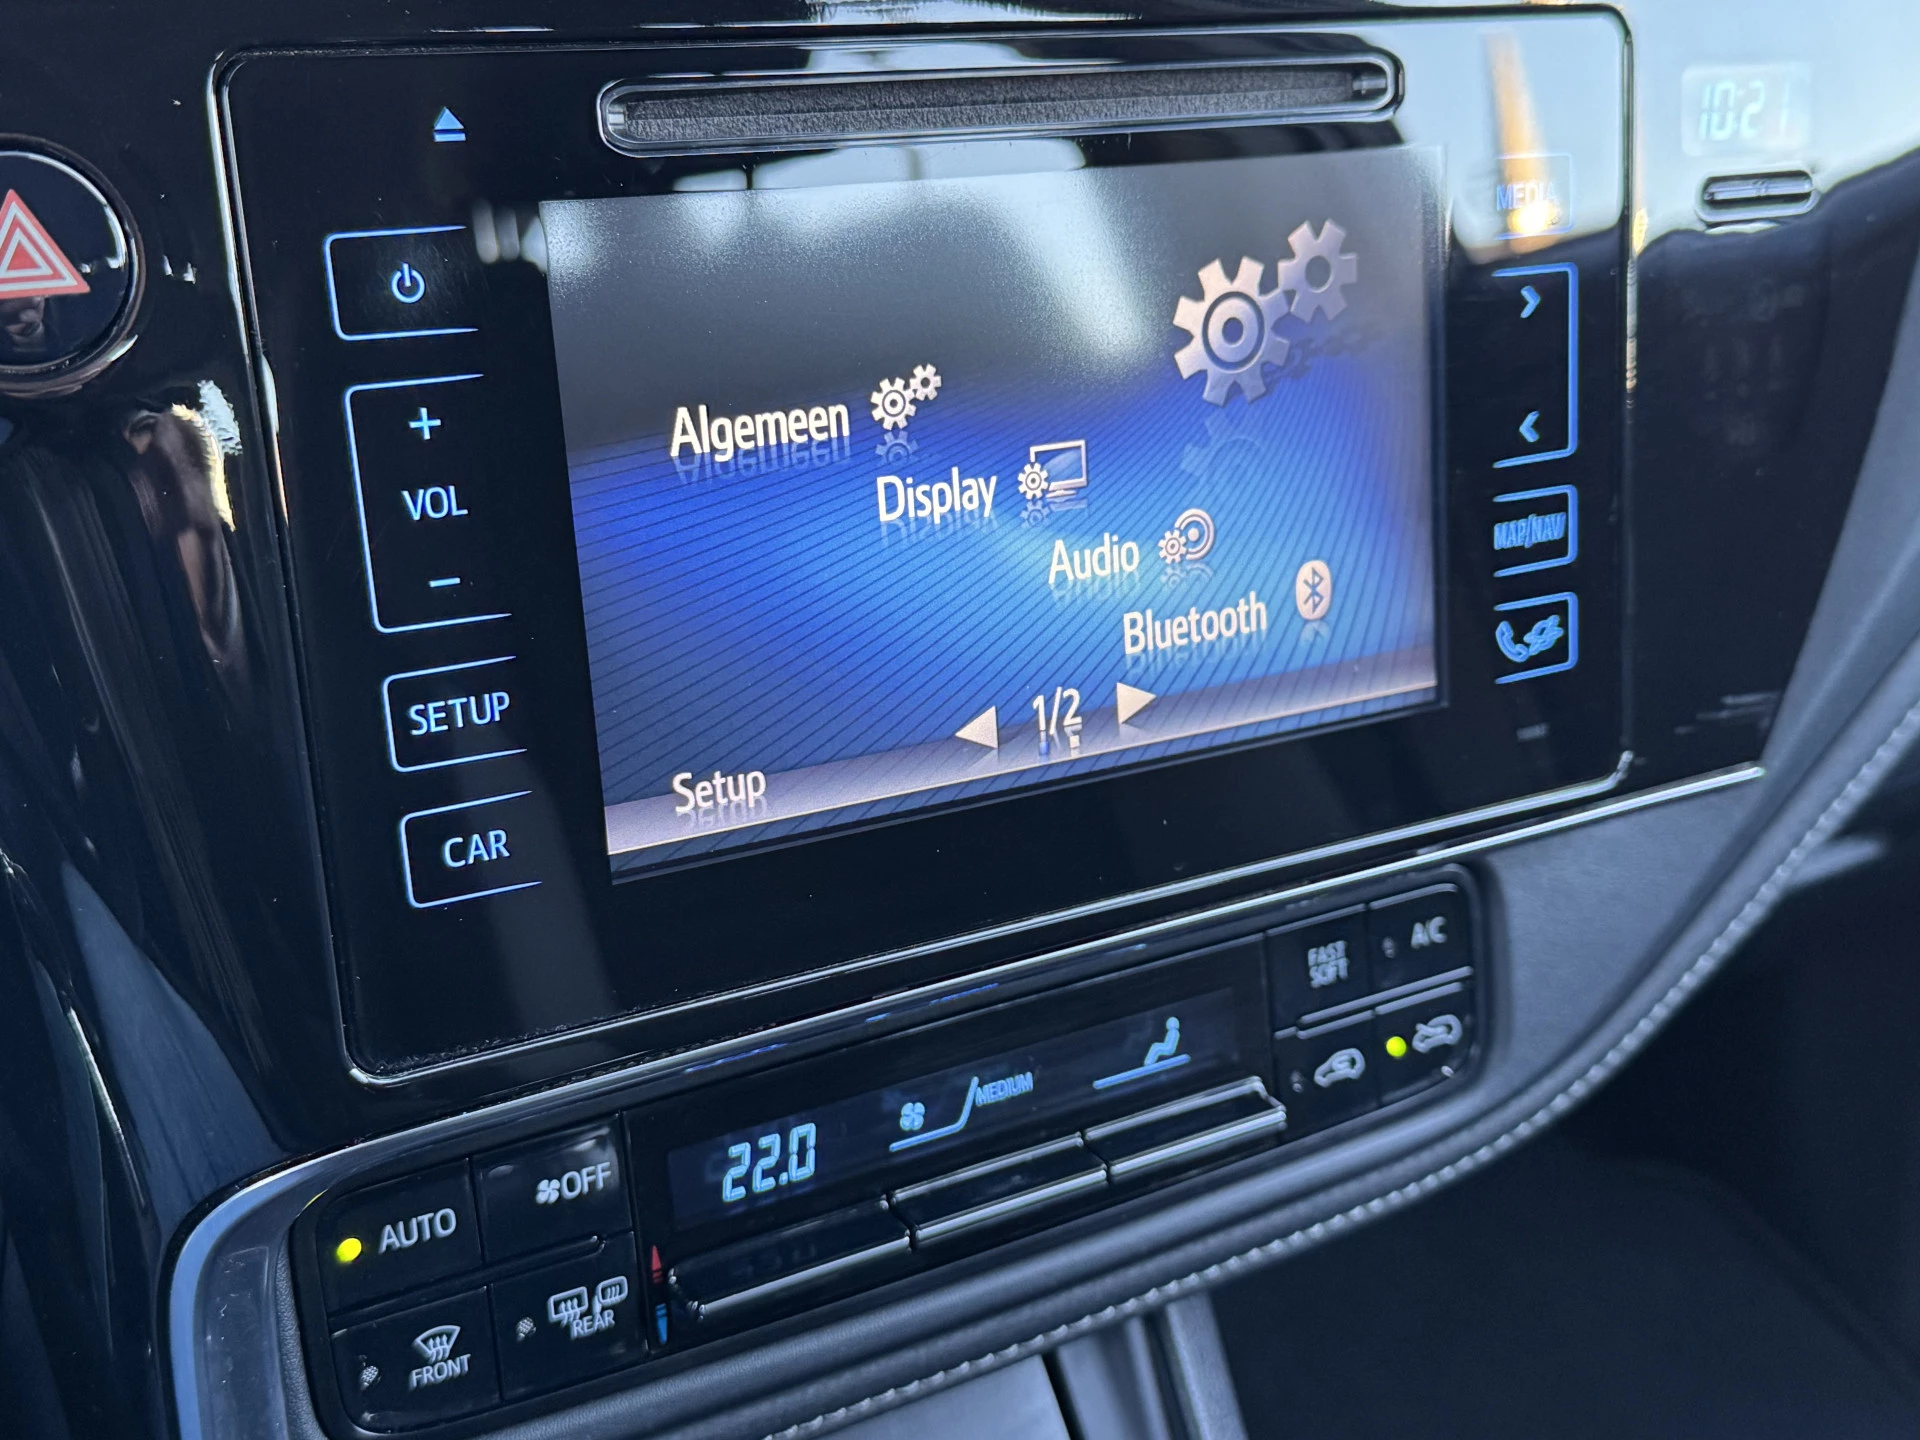 10:21
MEDIA
VOL
SETUP
CAR
MAP/NAV
Algemeen
Display
Audio
Bluetooth
1/2
Setup
FAST
SOFT
A/C
MEDIUM
22.0
AUTO
OFF
FRONT
REAR